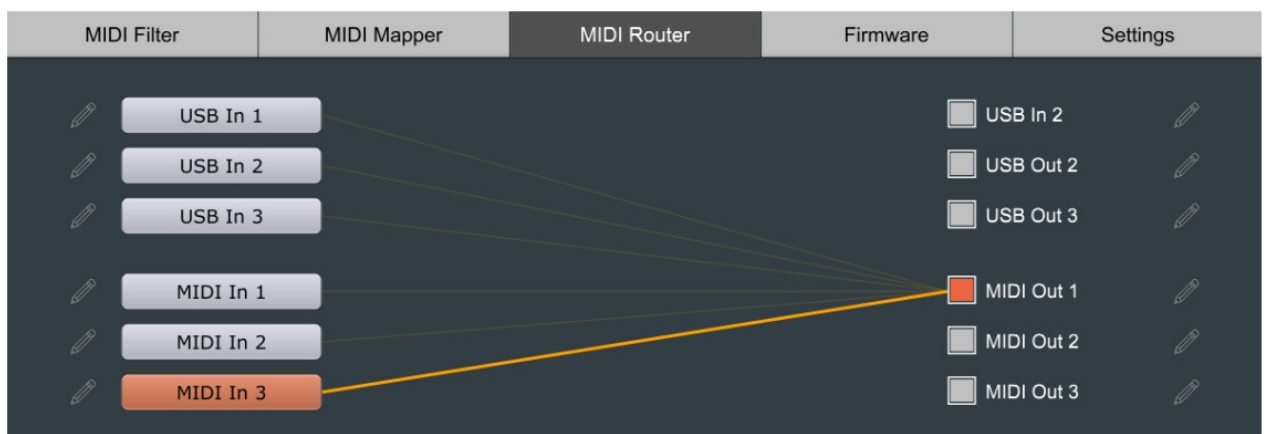 MIDI Filter MIDI Mapper MIDI Router Firmware Settings
USB In 1 USB In 2
USB In 2 USB Out 2
USB In 3 USB Out 3
MIDI In 1 MIDI Out 1
MIDI In 2 MIDI Out 2
MIDI In 3 MIDI Out 3